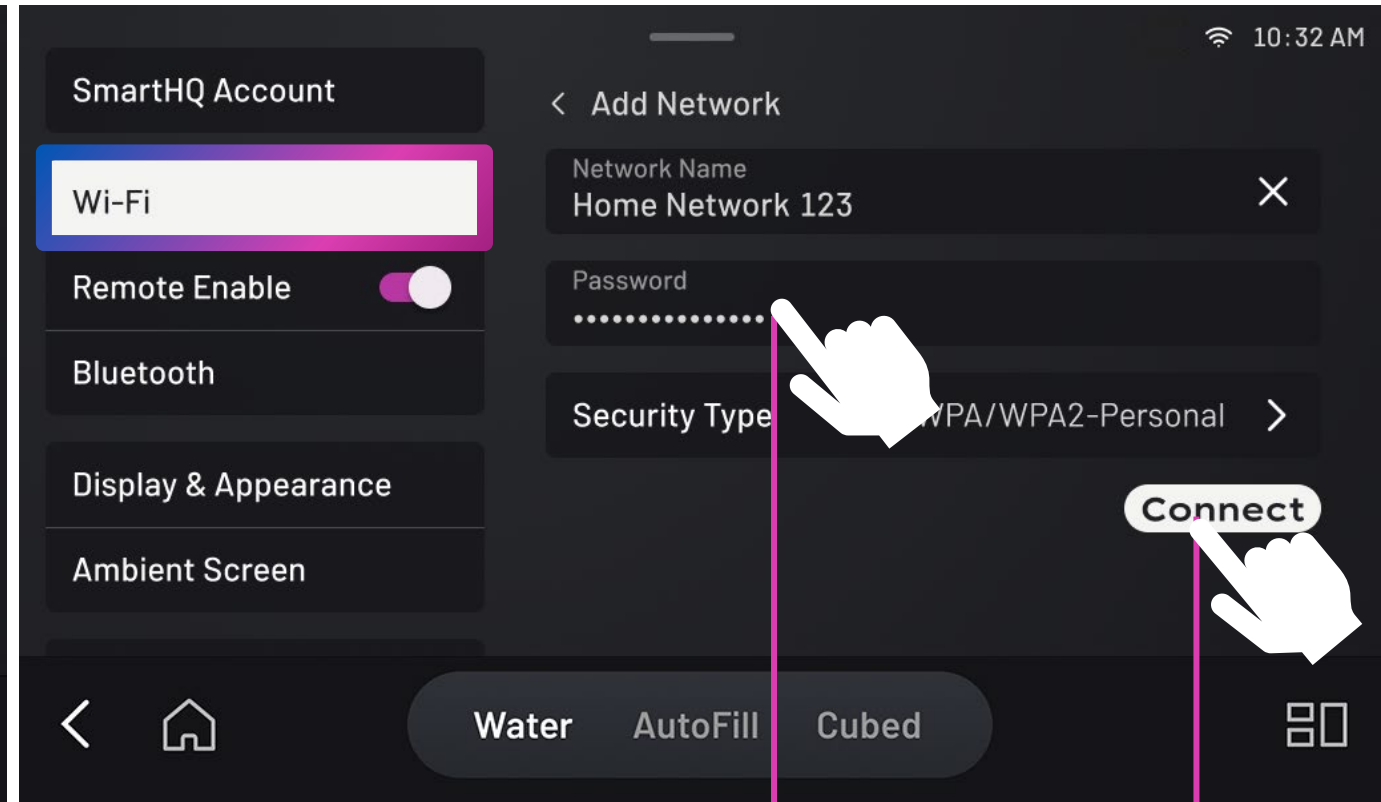 10:32 AM
SmartHQ Account
Wi-Fi
Remote Enable
Bluetooth
Display & Appearance
Ambient Screen
Add Network
Network Name
Home Network 123
Password
•••••••••••••••
Security Type
WPA/WPA2-Personal
Connect
Water AutoFill Cubed